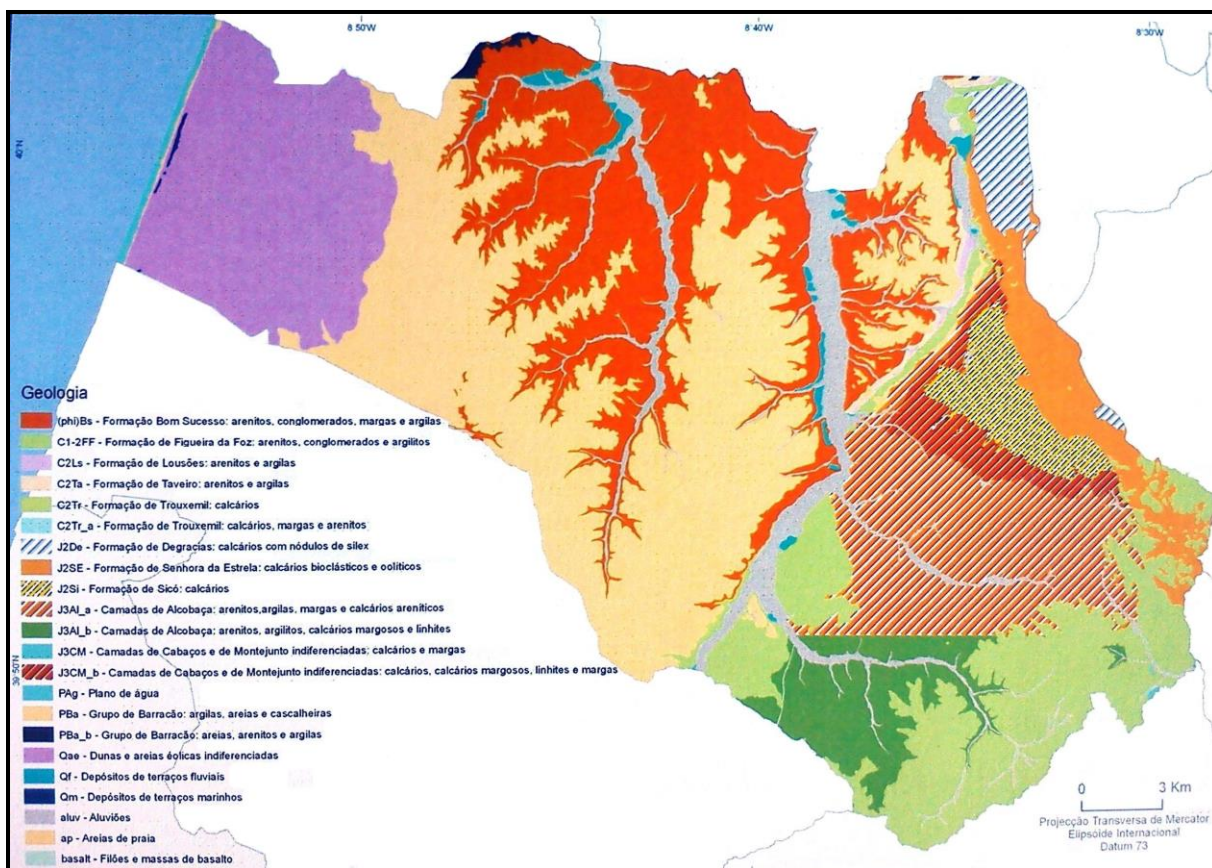 8°50'W
8°40'W
8°30'W
40°N
39°50'N
Geologia
(phi)Bs - Formação Bom Sucesso: arenitos, conglomerados, margas e argilas
C1-2FF - Formação de Figueira da Foz: arenitos, conglomerados e argilitos
C2Ls - Formação de Lousões: arenitos e argilas
C2Ta - Formação de Taveiro: arenitos e argilas
C2Tr - Formação de Trouxemil: calcários
C2Tr_a - Formação de Trouxemil: calcários, margas e arenitos
J2De - Formação de Degracias: calcários com nódulos de sílex
J2SE - Formação de Senhora da Estrela: calcários bioclásticos e oolíticos
J2Si - Formação de Sicó: calcários
J3Al_a - Camadas de Alcobaça: arenitos,argilas, margas e calcários areníticos
J3Al_b - Camadas de Alcobaça: arenitos, argilitos, calcários margosos e linhites
J3CM - Camadas de Cabaços e de Montejunto indiferenciadas: calcários e margas
J3CM_b - Camadas de Cabaços e de Montejunto indiferenciadas: calcários, calcários margosos, linhites e margas
PAg - Plano de água
PBa - Grupo de Barracão: argilas, areias e cascalheiras
PBa_b - Grupo de Barracão: areias, arenitos e argilas
Qae - Dunas e areias éolicas indiferenciadas
Qf - Depósitos de terraços fluviais
Qm - Depósitos de terraços marinhos
aluv - Aluviões
ap - Areias de praia
basalt - Filões e massas de basalto
0 3 Km
Projecção Transversa de Mercator
Elipsóide Internacional
Datum 73